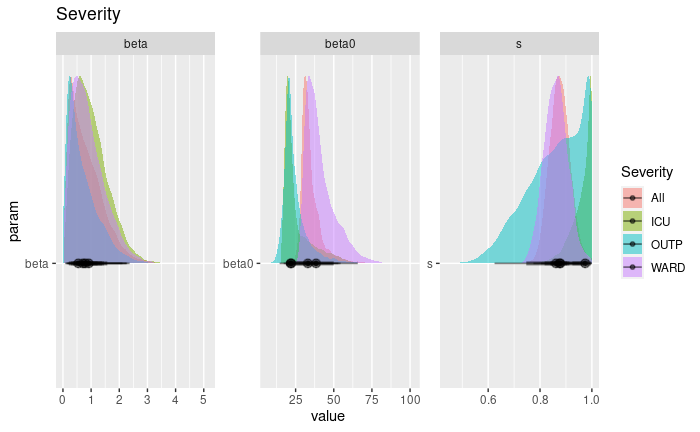 Severity
beta beta0 s
param
beta beta0 s
0 1 2 3 4 5 25 50 75 100 0.6 0.8 1.0
value
Severity
All
ICU
OUTP
WARD